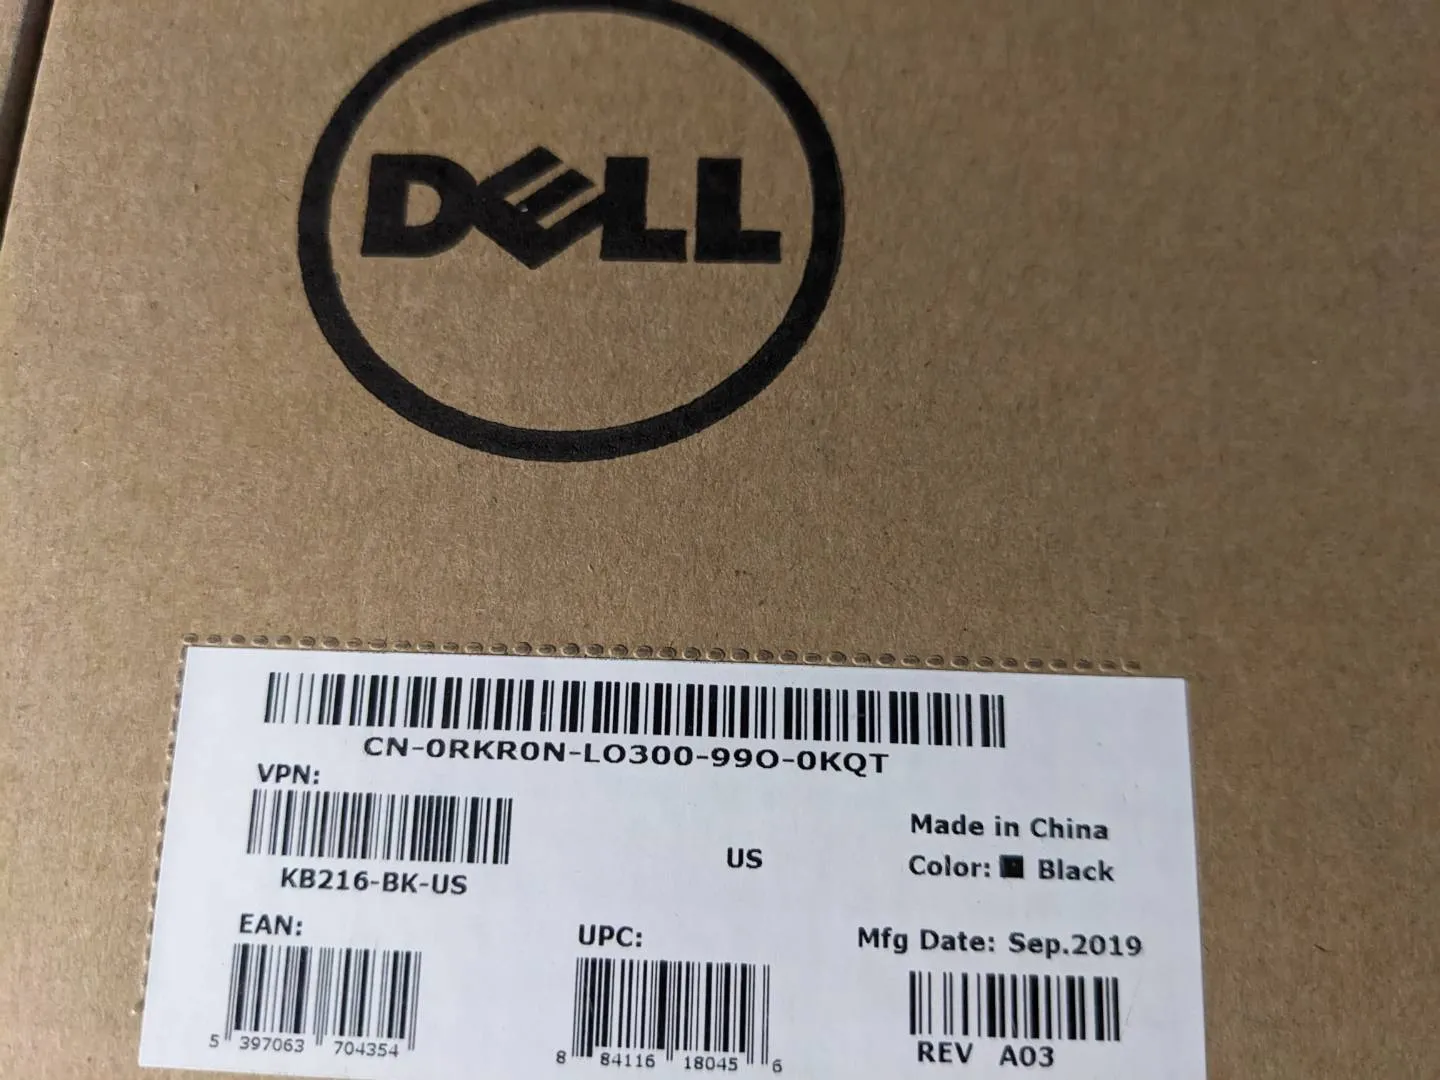 DELL
CN-0RKR0N-LO300-99O-0KQT
VPN:
KB216-BK-US
US
Made in China
Color: Black
EAN:
5 397063 704354
UPC:
8 84116 18045 6
Mfg Date: Sep.2019
REV A03